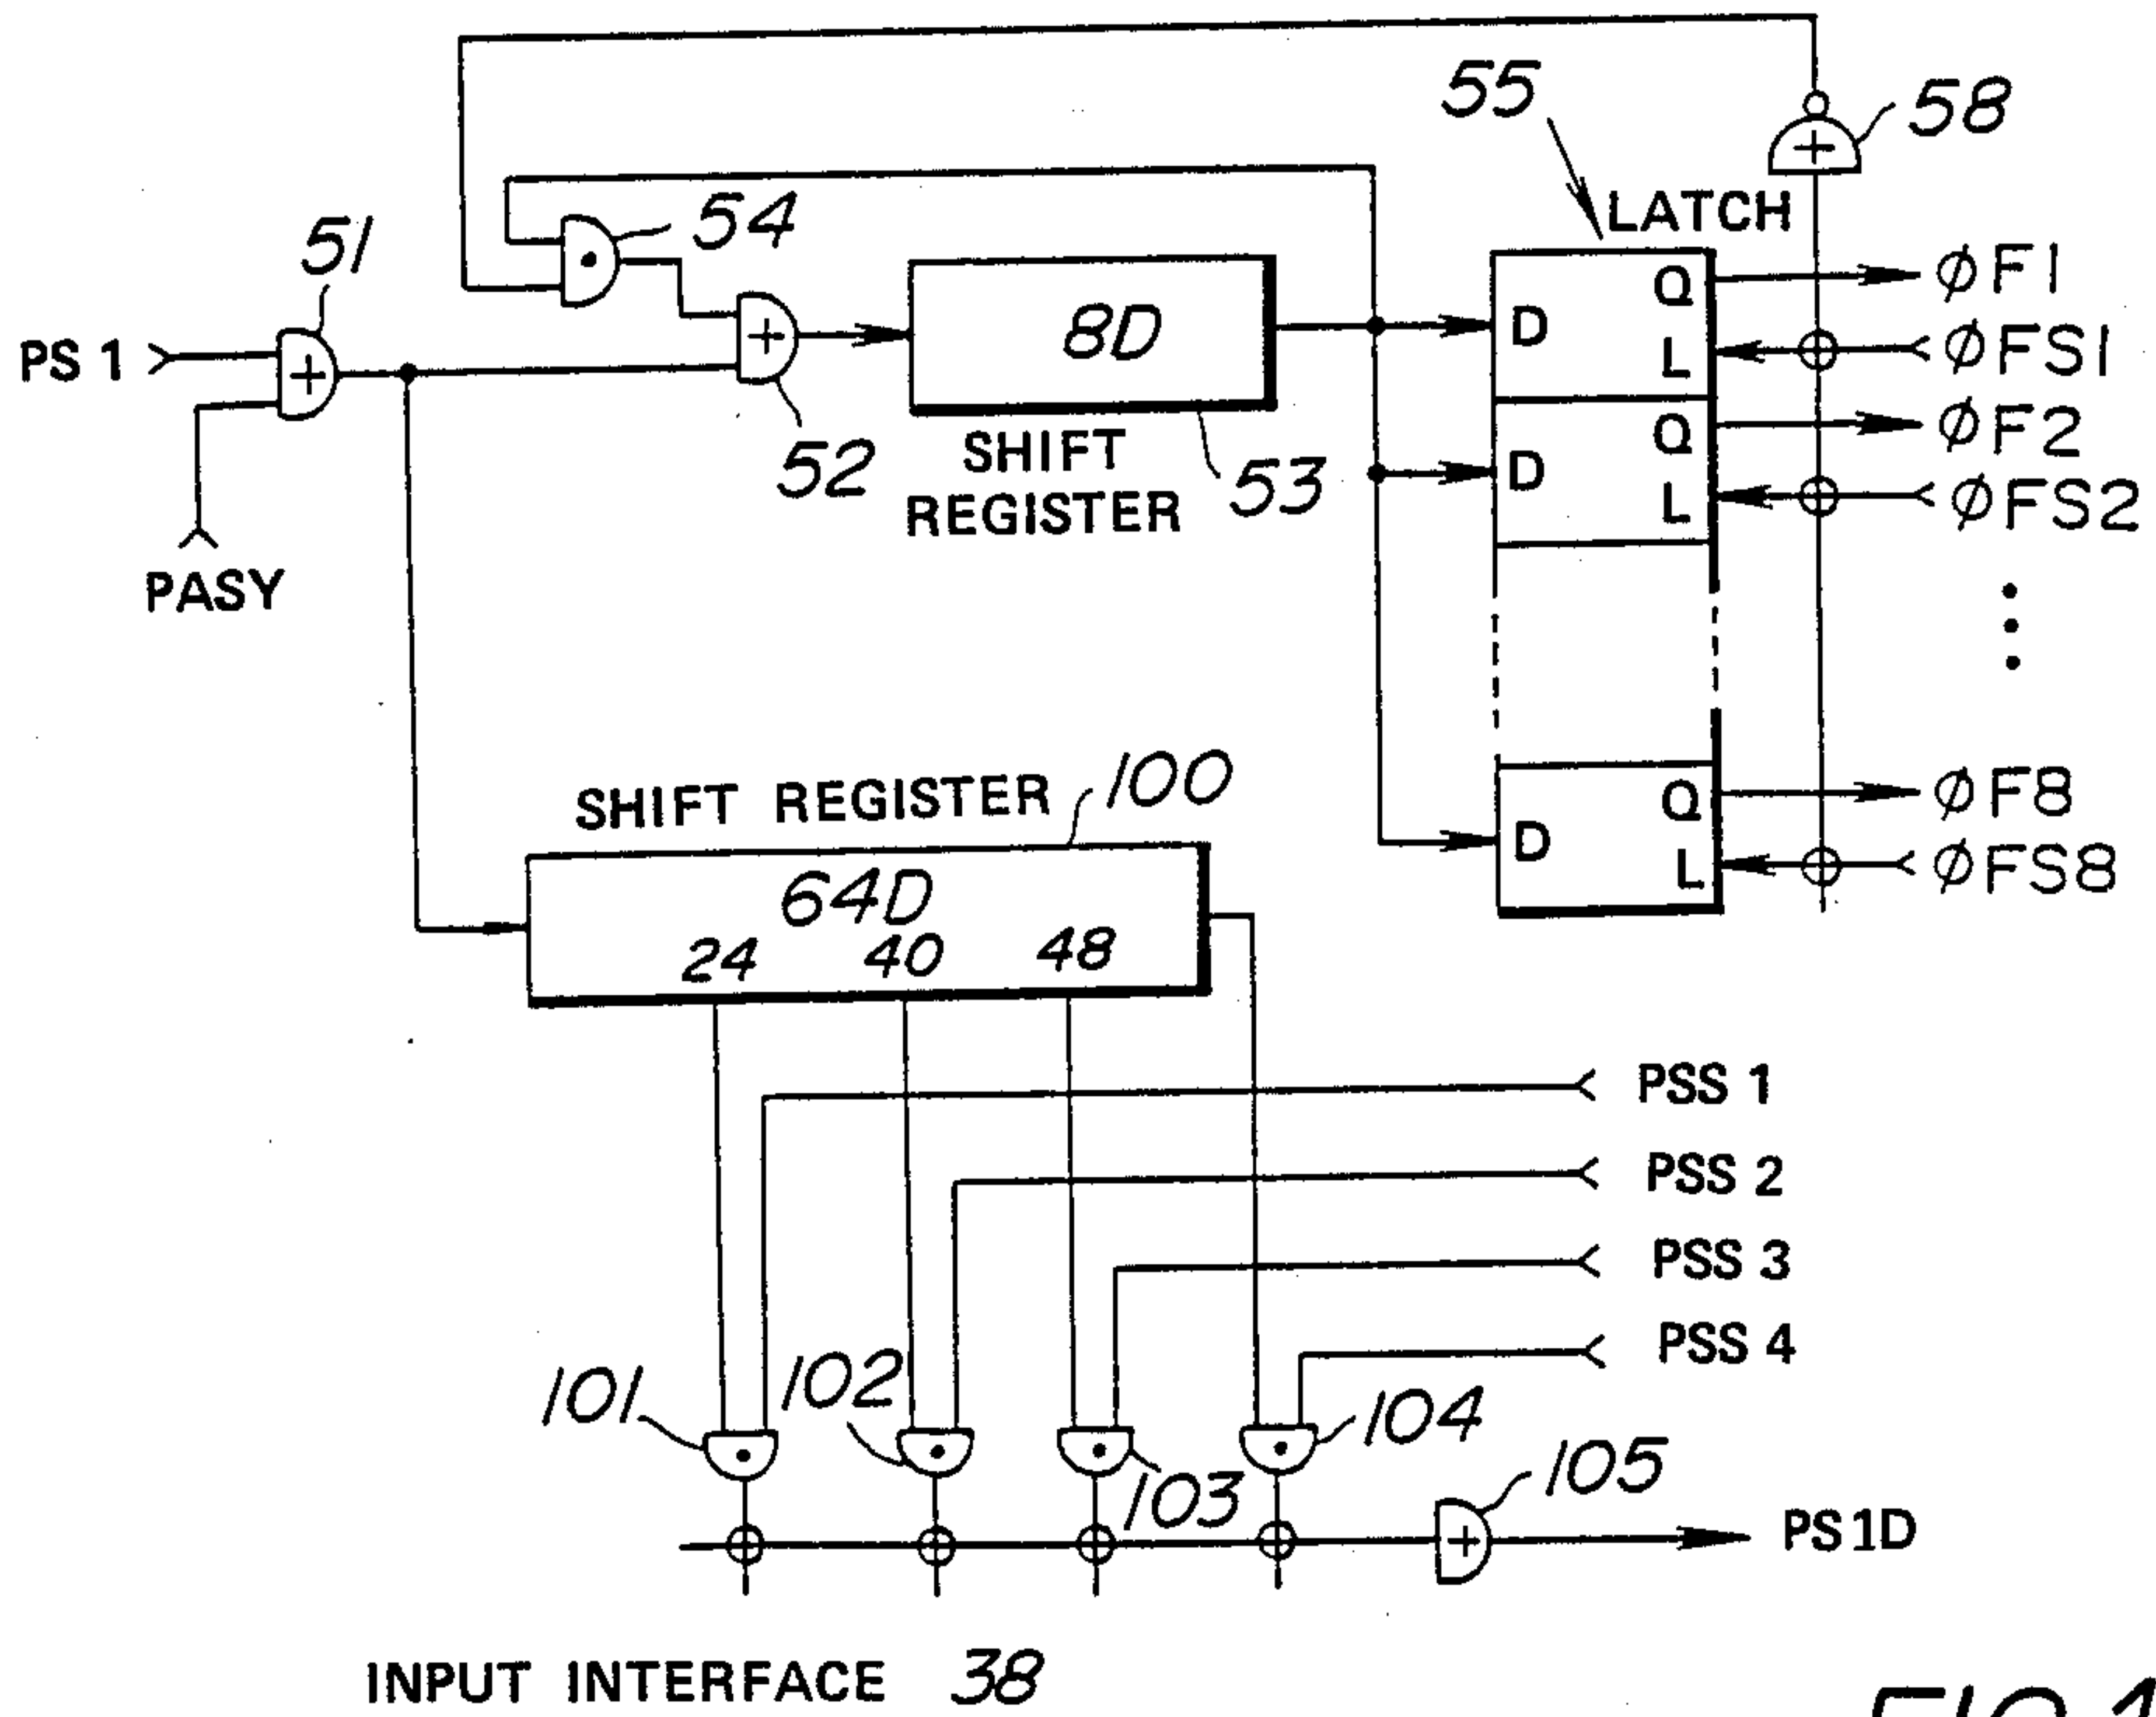 55
58
LATCH
54
51
φF1
8D
φFS1
PS 1
φF2
52
SHIFT
REGISTER
53
φFS2
PASY
D
Q
L
D
Q
L
D
Q
L
φF8
φFS8
SHIFT REGISTER
100
64D
24
40
48
PSS 1
PSS 2
PSS 3
PSS 4
101
102
103
104
105
PS1D
INPUT INTERFACE 38